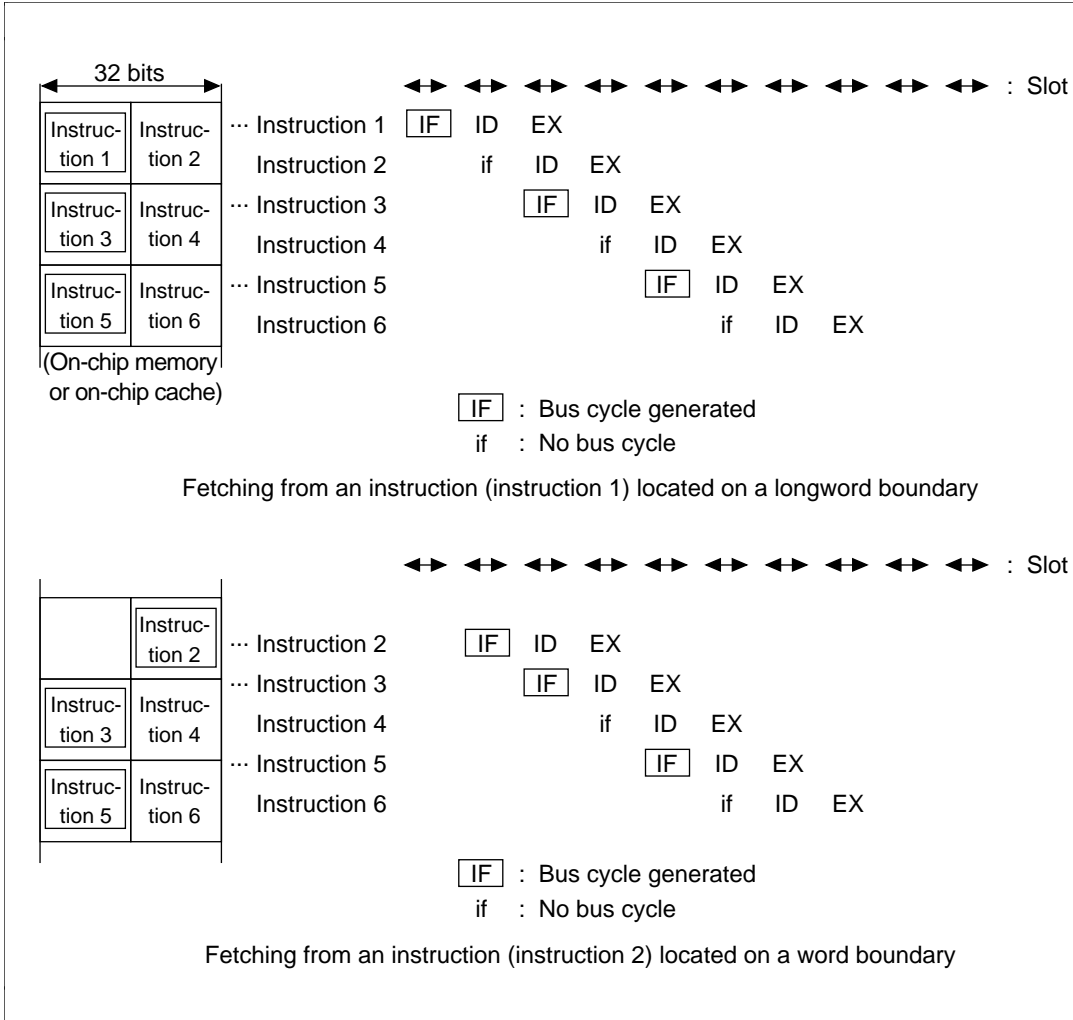 32 bits
: Slot
Instruc-
tion 1
Instruc-
tion 2
··· Instruction 1 IF ID EX
Instruction 2 if ID EX
Instruc-
tion 3
Instruc-
tion 4
··· Instruction 3 IF ID EX
Instruction 4 if ID EX
Instruc-
tion 5
Instruc-
tion 6
··· Instruction 5 IF ID EX
Instruction 6 if ID EX
(On-chip memory
or on-chip cache)
IF : Bus cycle generated
if : No bus cycle
Fetching from an instruction (instruction 1) located on a longword boundary
: Slot
Instruc-
tion 2
··· Instruction 2 IF ID EX
··· Instruction 3 IF ID EX
Instruc-
tion 3
Instruc-
tion 4
Instruction 4 if ID EX
··· Instruction 5 IF ID EX
Instruc-
tion 5
Instruc-
tion 6
Instruction 6 if ID EX
IF : Bus cycle generated
if : No bus cycle
Fetching from an instruction (instruction 2) located on a word boundary